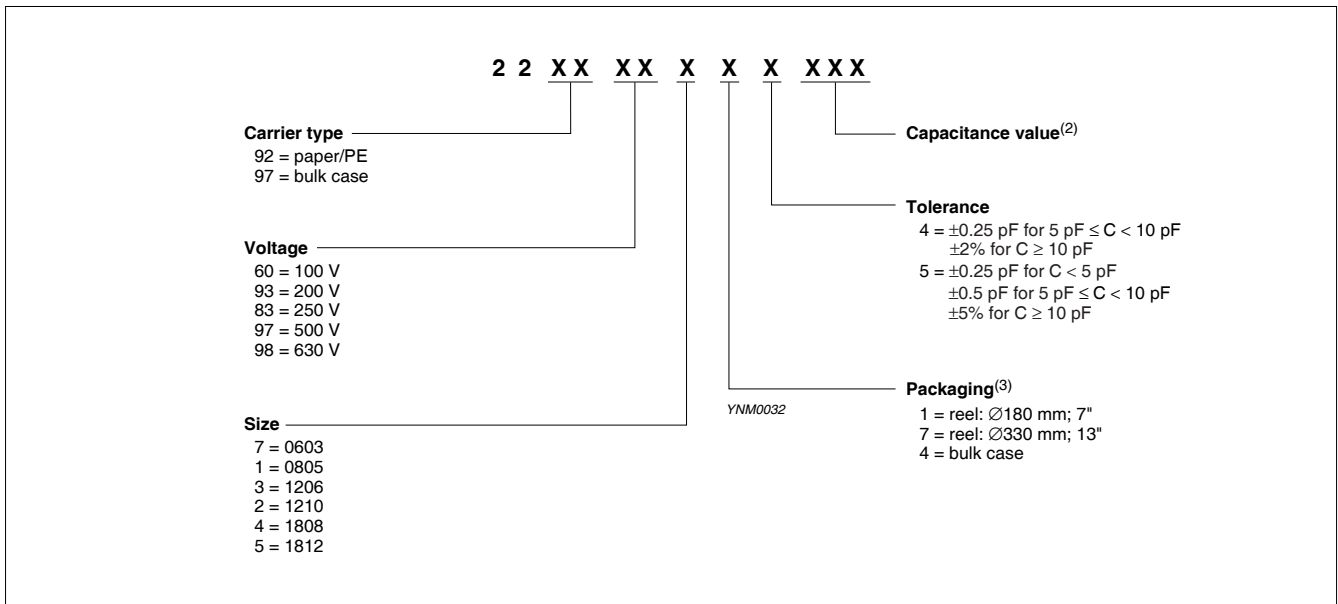 2 2 X X X X X X X X X X
Carrier type
92 = paper/PE
97 = bulk case
Voltage
60 = 100 V
93 = 200 V
83 = 250 V
97 = 500 V
98 = 630 V
Size
7 = 0603
1 = 0805
3 = 1206
2 = 1210
4 = 1808
5 = 1812
Capacitance value(2)
Tolerance
4 = ±0.25 pF for 5 pF ≤ C < 10 pF
±2% for C ≥ 10 pF
5 = ±0.25 pF for C < 5 pF
±0.5 pF for 5 pF ≤ C < 10 pF
±5% for C ≥ 10 pF
Packaging(3)
1 = reel: ∅180 mm; 7"
7 = reel: ∅330 mm; 13"
4 = bulk case
YNM0032